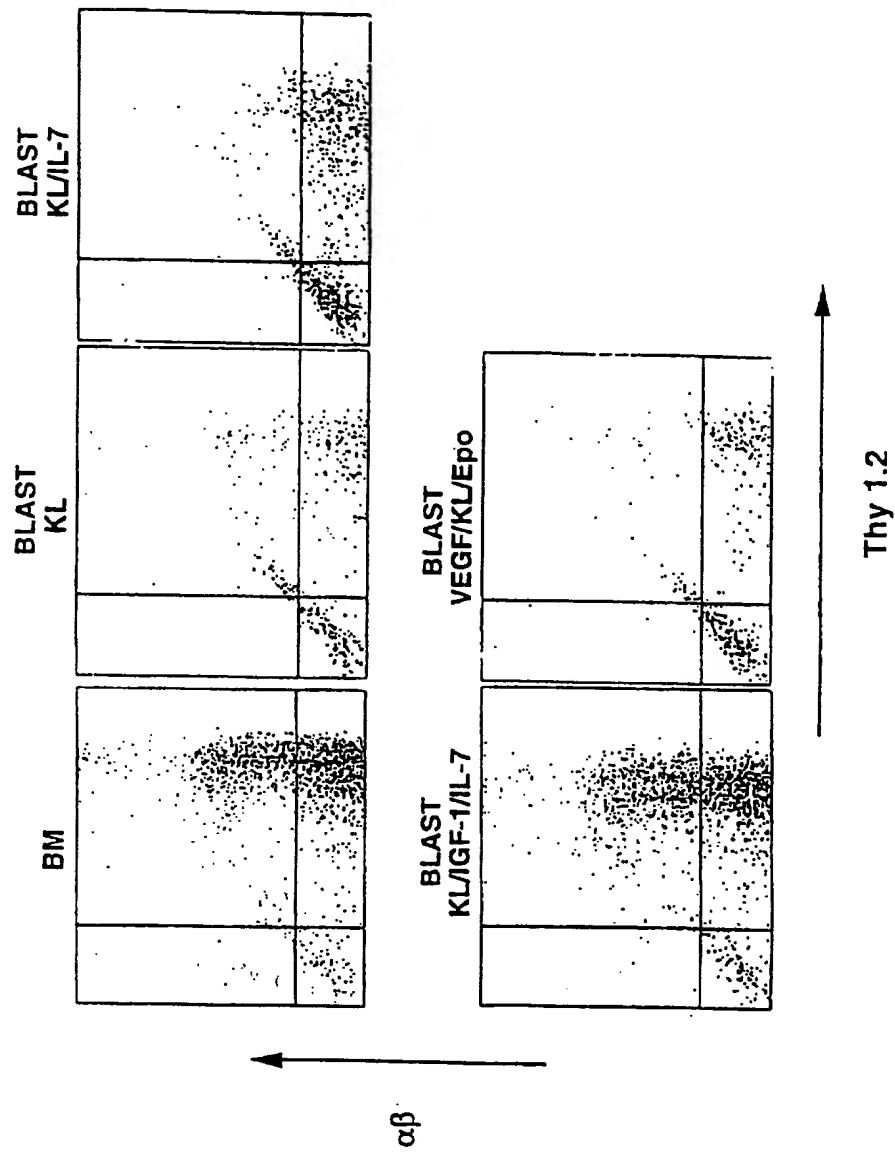 BM
BLAST
KL
BLAST
KL/IL-7
BLAST
KL/IGF-1/IL-7
BLAST
VEGF/KL/Epo
αβ
Thy 1.2